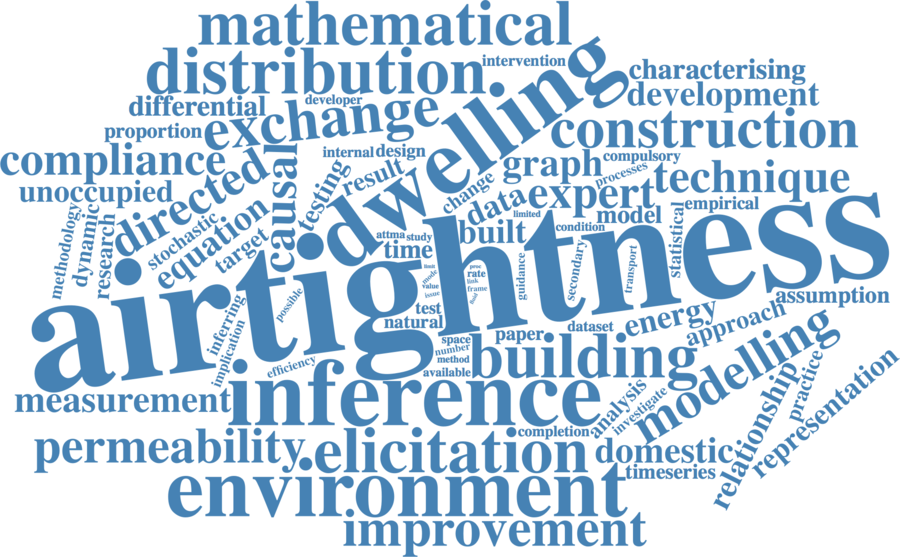 mathematical
distribution
intervention
characterising
development
differential
developer
exchange
dwelling
proportion
construction
compliance
internal
design
graph
compulsory
processes
technique
unoccupied
directed
causal
testing
result
change
data
expert
model
empirical
limited
methodology
dynamic
research
stochastic
equation
target
attma
study
time
built
condition
statistical
airtightness
possible
inferring
implication
efficiency
limit
mode
value
issue
rate
link
frame
guidance
secondary
transport
test
natural
space
number
method
available
paper
dataset
energy
approach
assumption
building
modelling
measurement
inference
analysis
investigate
relationship
practice
representation
permeability
elicitation
completion
domestic
timeseries
environment
improvement